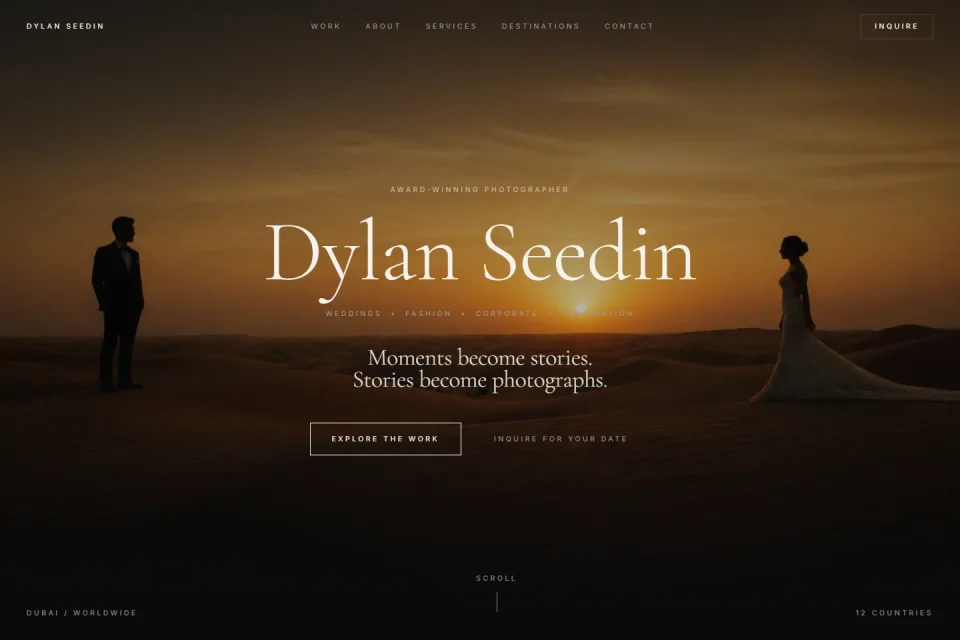 DYLAN SEEDIN
WORK ABOUT SERVICES DESTINATIONS CONTACT
INQUIRE
AWARD-WINNING PHOTOGRAPHER
Dylan Seedin
WEDDINGS • FASHION • CORPORATE •
Moments become stories.
Stories become photographs.
EXPLORE THE WORK
INQUIRE FOR YOUR DATE
SCROLL
DUBAI / WORLDWIDE
12 COUNTRIES